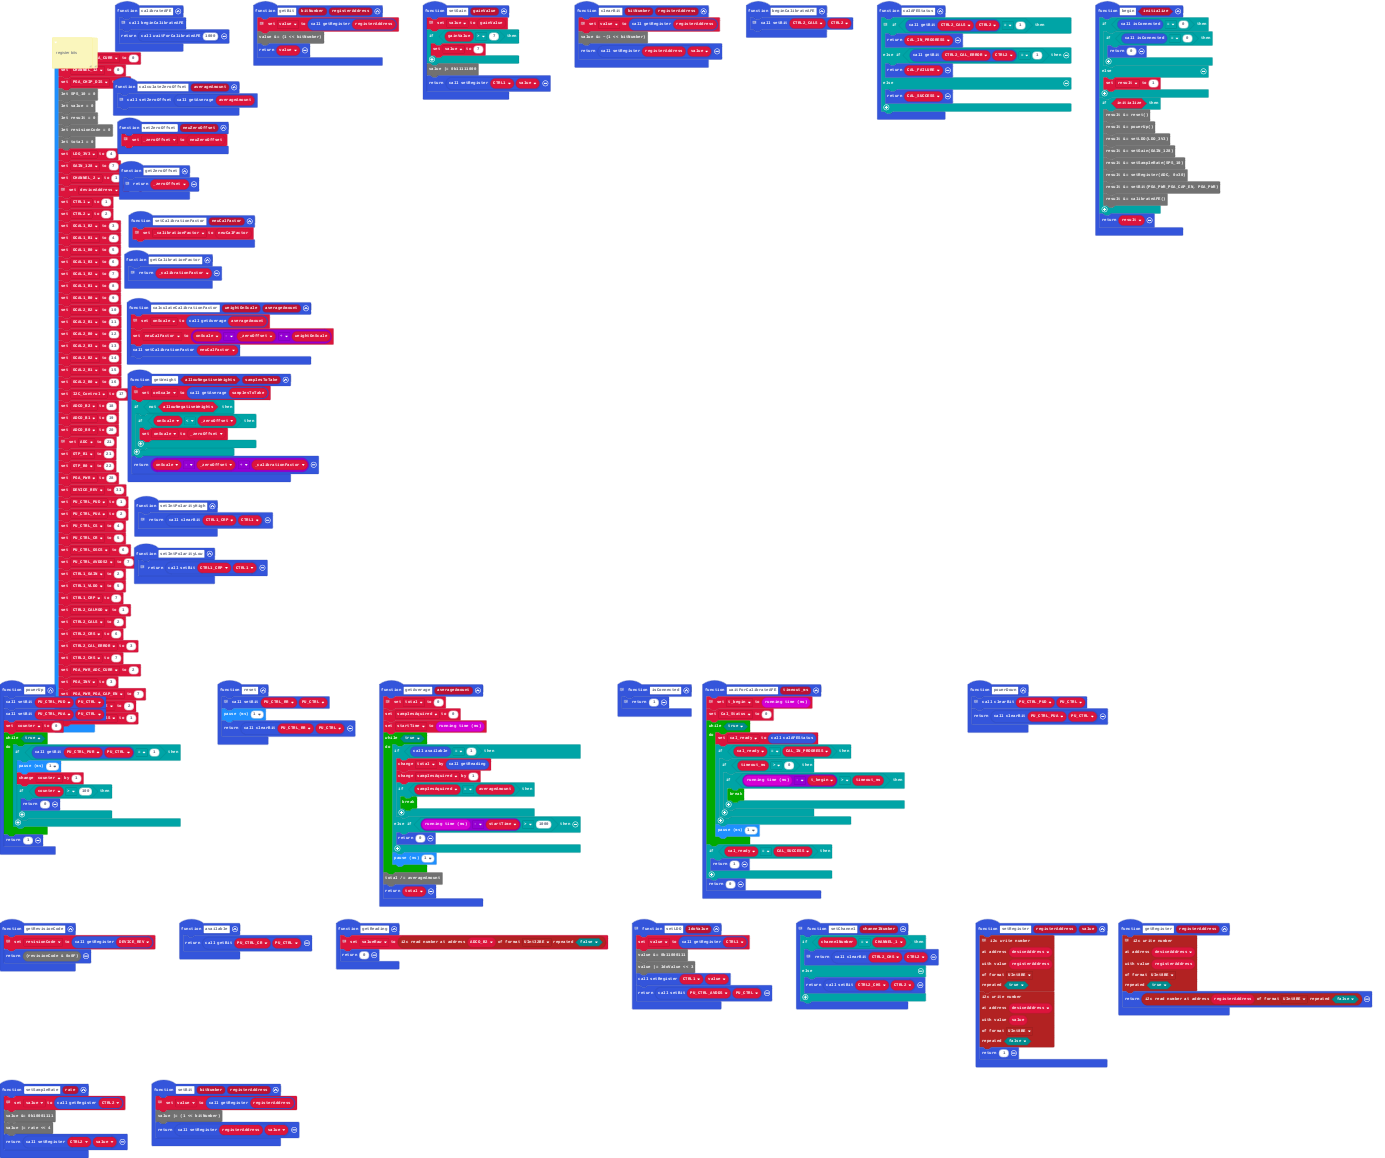 function calibrateAFE
call beginCalibrateAFE
return call waitForCalibrateAFE 1000
function getBit bitNumber registerAddress
set value to call getRegister registerAddress
value &= (1 << bitNumber)
return value
function setGain gainValue
set value to gainValue
if gainValue > 7 then
set value to 7
value |= 0b11111000
return call setRegister CTRL1 value
function clearBit bitNumber registerAddress
set value to call getRegister registerAddress
value &= ~(1 << bitNumber)
return call setRegister registerAddress value
function beginCalibrateAFE
call setBit CTRL2_CALS CTRL2
function calAFEStatus
if call getBit CTRL2_CALS CTRL2 = 1 then
return CAL_IN_PROGRESS
else if call getBit CTRL2_CAL_ERROR CTRL2 = 1 then
return CAL_FAILURE
else
return CAL_SUCCESS
function begin initialize
if call isConnected = 0 then
if call isConnected = 0 then
return 0
else
set result to 1
if initialize then
result &= reset()
result &= powerUp()
result &= setLDO(LDO_3V3)
result &= setGain(GAIN_128)
result &= setSampleRate(SPS_10)
result &= setRegister(ADC, 0x30)
result &= setBit(PGA_PWR_PGA_CAP_EN, PGA_PWR)
result &= calibrateAFE()
return result
function calculateZeroOffset averageAmount
call setZeroOffset call getAverage averageAmount
function setZeroOffset newZeroOffset
set _zeroOffset to newZeroOffset
function getZeroOffset
return _zeroOffset
function setCalibrationFactor newCalFactor
set _calibrationFactor to newCalFactor
function getCalibrationFactor
return _calibrationFactor
function calculateCalibrationFactor weightOnScale averageAmount
set onScale to call getAverage averageAmount
set newCalFactor to onScale - _zeroOffset ÷ weightOnScale
call setCalibrationFactor newCalFactor
function getWeight allowNegativeWeights samplesToTake
set onScale to call getAverage samplesToTake
if not allowNegativeWeights then
if onScale < _zeroOffset then
set onScale to _zeroOffset
return onScale - _zeroOffset ÷ _calibrationFactor
function setIntPolarityHigh
return call clearBit CTRL1_CRP CTRL1
function setIntPolarityLow
return call setBit CTRL1_CRP CTRL1
set PGA_CHIP_DIS
let SPS_10 = 0
let value = 0
let result = 0
let revisionCode = 0
let total = 0
set LDO_3V3 to 4
set GAIN_128 to 7
set CHANNEL_2 to 1
set deviceAddress
set CTRL1 to 1
set CTRL2 to 2
set OCAL1_B2 to 3
set OCAL1_B1 to 4
set OCAL1_B0 to 5
set GCAL1_B3 to 6
set GCAL1_B2 to 7
set GCAL1_B1 to 8
set GCAL1_B0 to 9
set OCAL2_B2 to 10
set OCAL2_B1 to 11
set OCAL2_B0 to 12
set GCAL2_B3 to 13
set GCAL2_B2 to 14
set GCAL2_B1 to 15
set GCAL2_B0 to 16
set I2C_Control to 17
set ADCO_B2 to 18
set ADCO_B1 to 19
set ADCO_B0 to 20
set ADC to 21
set OTP_B1 to 21
set OTP_B0 to 22
set PGA_PWR to
set DEVICE_REV to
set PU_CTRL_PUD to 1
set PU_CTRL_PUA to 2
set PU_CTRL_CS to 4
set PU_CTRL_CR to 5
set PU_CTRL_OSCS to 6
set PU_CTRL_AVDDS2 to 7
set CTRL1_GAIN to 2
set CTRL1_VLDO to 5
set CTRL1_CRP to 7
set CTRL2_CALMOD to 1
set CTRL2_CALS to 2
set CTRL2_CRS to 6
set CTRL2_CAL_ERROR to 3
set CTRL2_CHS to 7
set PGA_PWR_ADC_CURR to 2
set PGA_INV to 3
set PGA_PWR_PGA_CAP_EN to 7
function powerUp
call setBit PU_CTRL_PUD PU_CTRL
call setBit PU_CTRL_PUA PU_CTRL
set counter to 0
while true
do
if call getBit PU_CTRL_PUR PU_CTRL = 1 then
pause (ms) 1
change counter by 1
if counter > 100 then
return 0
return 1
function reset
call setBit PU_CTRL_RR PU_CTRL
pause (ms) 1
return call clearBit PU_CTRL_RR PU_CTRL
function getAverage averageAmount
set total to 0
set samplesAquired to 0
set startTime to running time (ms)
while true
do
if call available = 1 then
change total by call getReading
change samplesAquired by 1
if samplesAquired = averageAmount then
break
else if running time (ms) - startTime > 1000 then
return 0
pause (ms) 1
total /= averageAmount
return total
function isConnected
return 1
function waitForCalibrateAFE timeout_ms
set t_begin to running time (ms)
set Cal_Status to 0
while true
do
set cal_ready to call calAFEStatus
if cal_ready = CAL_IN_PROGRESS then
if timeout_ms > 0 then
if running time (ms) - t_begin > timeout_ms then
break
pause (ms) 1
if cal_ready = CAL_SUCCESS then
return 1
return 0
function powerDown
call clearBit PU_CTRL_PUD PU_CTRL
return call clearBit PU_CTRL_PUA PU_CTRL
function getRevisionCode
set revisionCode to call getRegister DEVICE_REV
return (revisionCode & 0x0F)
function available
return call getBit PU_CTRL_CR PU_CTRL
function getReading
set valueRaw to i2c read number at address ADCO_B2 of format UInt32BE repeated false
return 0
function setLDO ldoValue
set value to call getRegister CTRL1
value &= 0b11000111
value |= ldoValue << 3
call setRegister CTRL1 value
return call setBit PU_CTRL_AVDDS PU_CTRL
function setChannel channelNumber
if channelNumber = CHANNEL_1 then
return call clearBit CTRL2_CHS CTRL2
else
return call setBit CTRL2_CHS CTRL2
function setRegister registerAddress value
i2c write number
at address deviceAddress
with value registerAddress
of format UInt8BE
repeated true
i2c write number
at address deviceAddress
with value value
of format UInt8BE
repeated false
return 1
function getRegister registerAddress
i2c write number
at address deviceAddress
with value registerAddress
of format UInt8BE
repeated true
return i2c read number at address registerAddress of format UInt8BE repeated false
function setSampleRate rate
set value to call getRegister CTRL2
value &= 0b10001111
value |= rate << 4
return call setRegister CTRL2 value
function setBit bitNumber registerAddress
set value to call getRegister registerAddress
value |= (1 << bitNumber)
return call setRegister registerAddress value